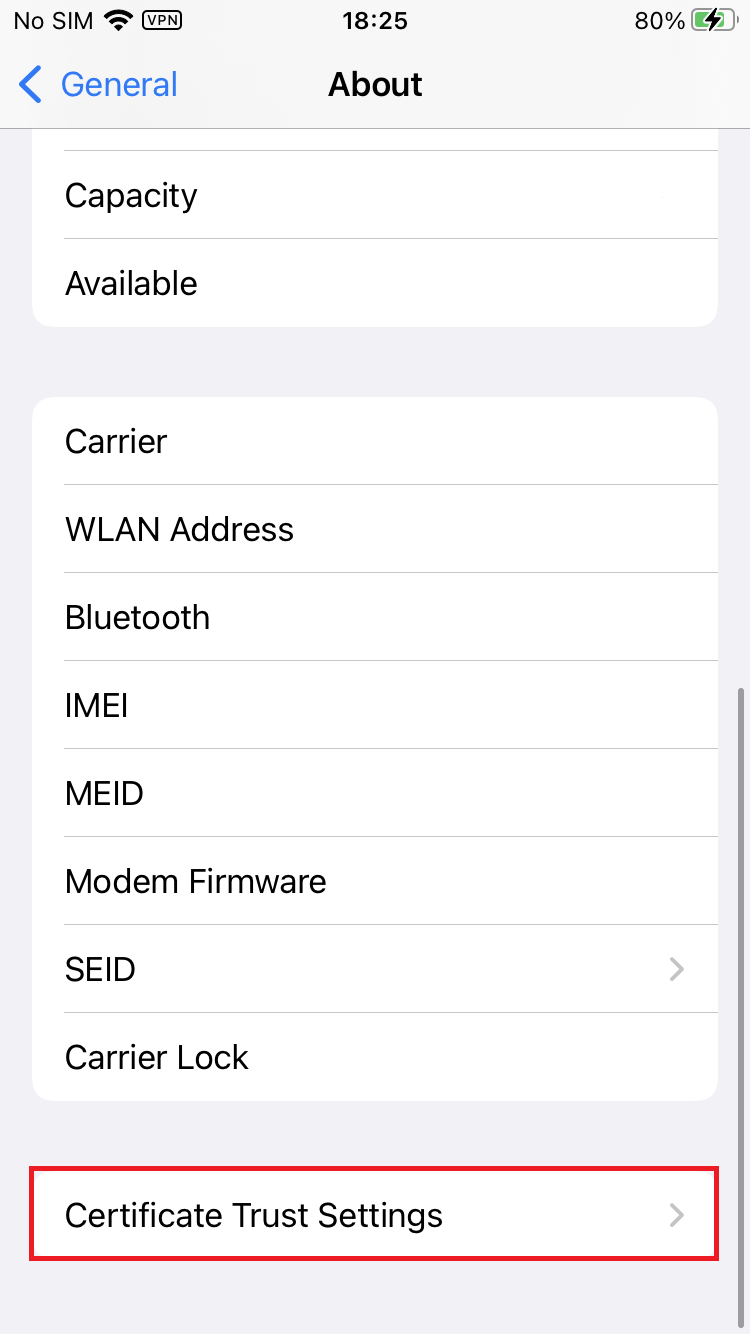 No SIM VPN 18:25 80%
General About
Capacity
Available
Carrier
WLAN Address
Bluetooth
IMEI
MEID
Modem Firmware
SEID
Carrier Lock
Certificate Trust Settings